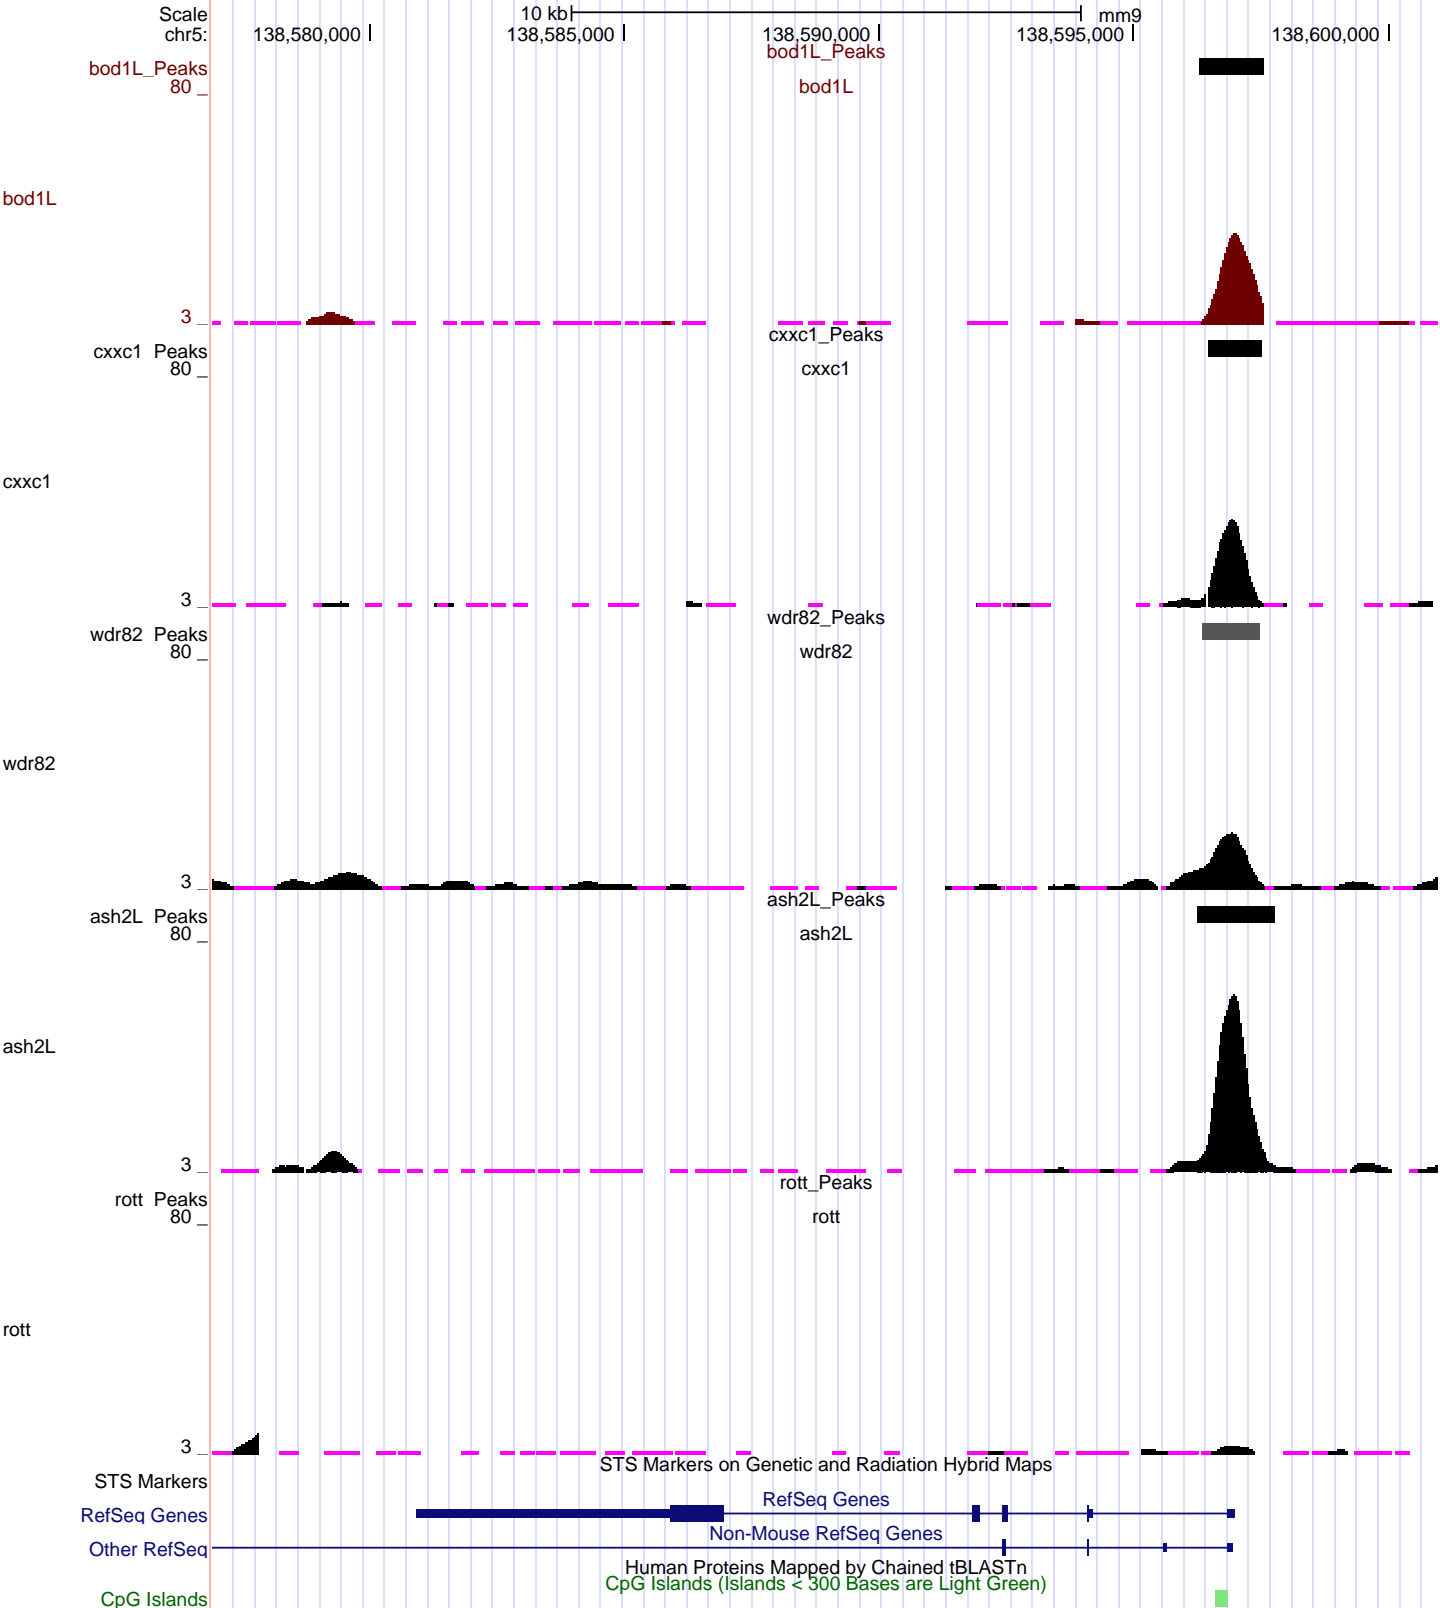 Scale 10 kb mm9
chr5: 138,580,000 138,585,000 138,590,000 138,595,000 138,600,000
bod1L_Peaks
bod1L_Peaks
80 _ bod1L
bod1L
3 _
cxxc1_Peaks
cxxc1 Peaks
80 _ cxxc1
cxxc1
3 _
wdr82_Peaks
wdr82 Peaks
80 _ wdr82
wdr82
3 _
ash2L_Peaks
ash2L Peaks
80 _ ash2L
ash2L
3 _
rott_Peaks
rott Peaks
80 _ rott
rott
3 _
STS Markers on Genetic and Radiation Hybrid Maps
STS Markers
RefSeq Genes
RefSeq Genes
Non-Mouse RefSeq Genes
Other RefSeq
Human Proteins Mapped by Chained tBLASTn
CpG Islands (Islands < 300 Bases are Light Green)
CpG Islands